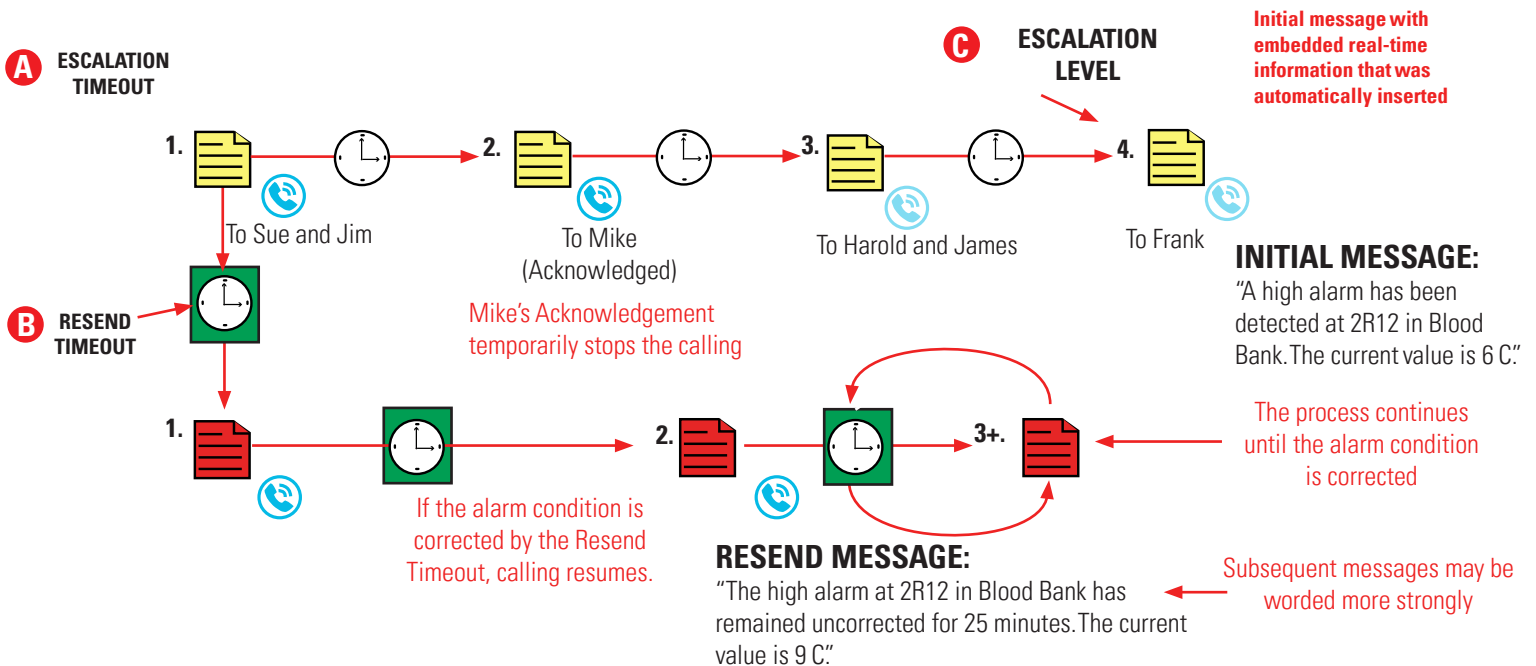 A ESCALATION
TIMEOUT
C ESCALATION
LEVEL
Initial message with
embedded real-time
information that was
automatically inserted
1.
2.
3.
4.
To Sue and Jim
To Mike
(Acknowledged)
To Harold and James
To Frank
Mike's Acknowledgement
temporarily stops the calling
INITIAL MESSAGE:
“A high alarm has been
detected at 2R12 in Blood
Bank. The current value is 6 C.”
B RESEND
TIMEOUT
1.
2.
3+.
The process continues
until the alarm condition
is corrected
If the alarm condition is
corrected by the Resend
Timeout, calling resumes.
RESEND MESSAGE:
“The high alarm at 2R12 in Blood Bank has
remained uncorrected for 25 minutes. The current
value is 9 C.”
Subsequent messages may be
worded more strongly